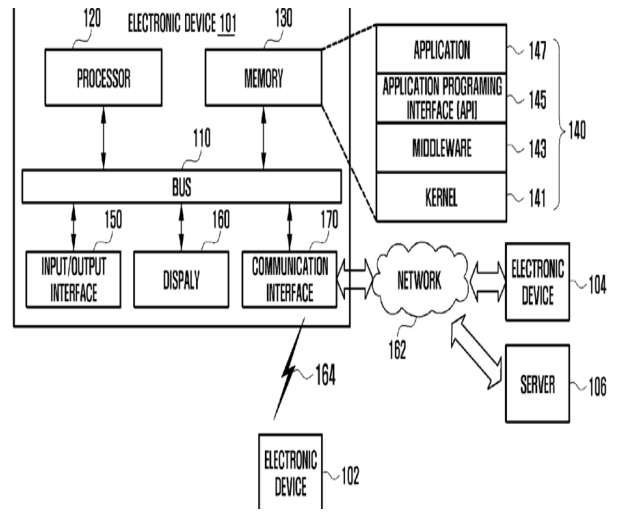 ELECTRONIC DEVICE 101
120
130
PROCESSOR
MEMORY
APPLICATION
147
APPLICATION PROGRAMING
INTERFACE (API)
145
140
MIDDLEWARE
143
KERNEL
141
110
BUS
150
160
170
INPUT/OUTPUT
INTERFACE
DISPALY
COMMUNICATION
INTERFACE
NETWORK
162
ELECTRONIC
DEVICE
104
SERVER
106
164
ELECTRONIC
DEVICE
102